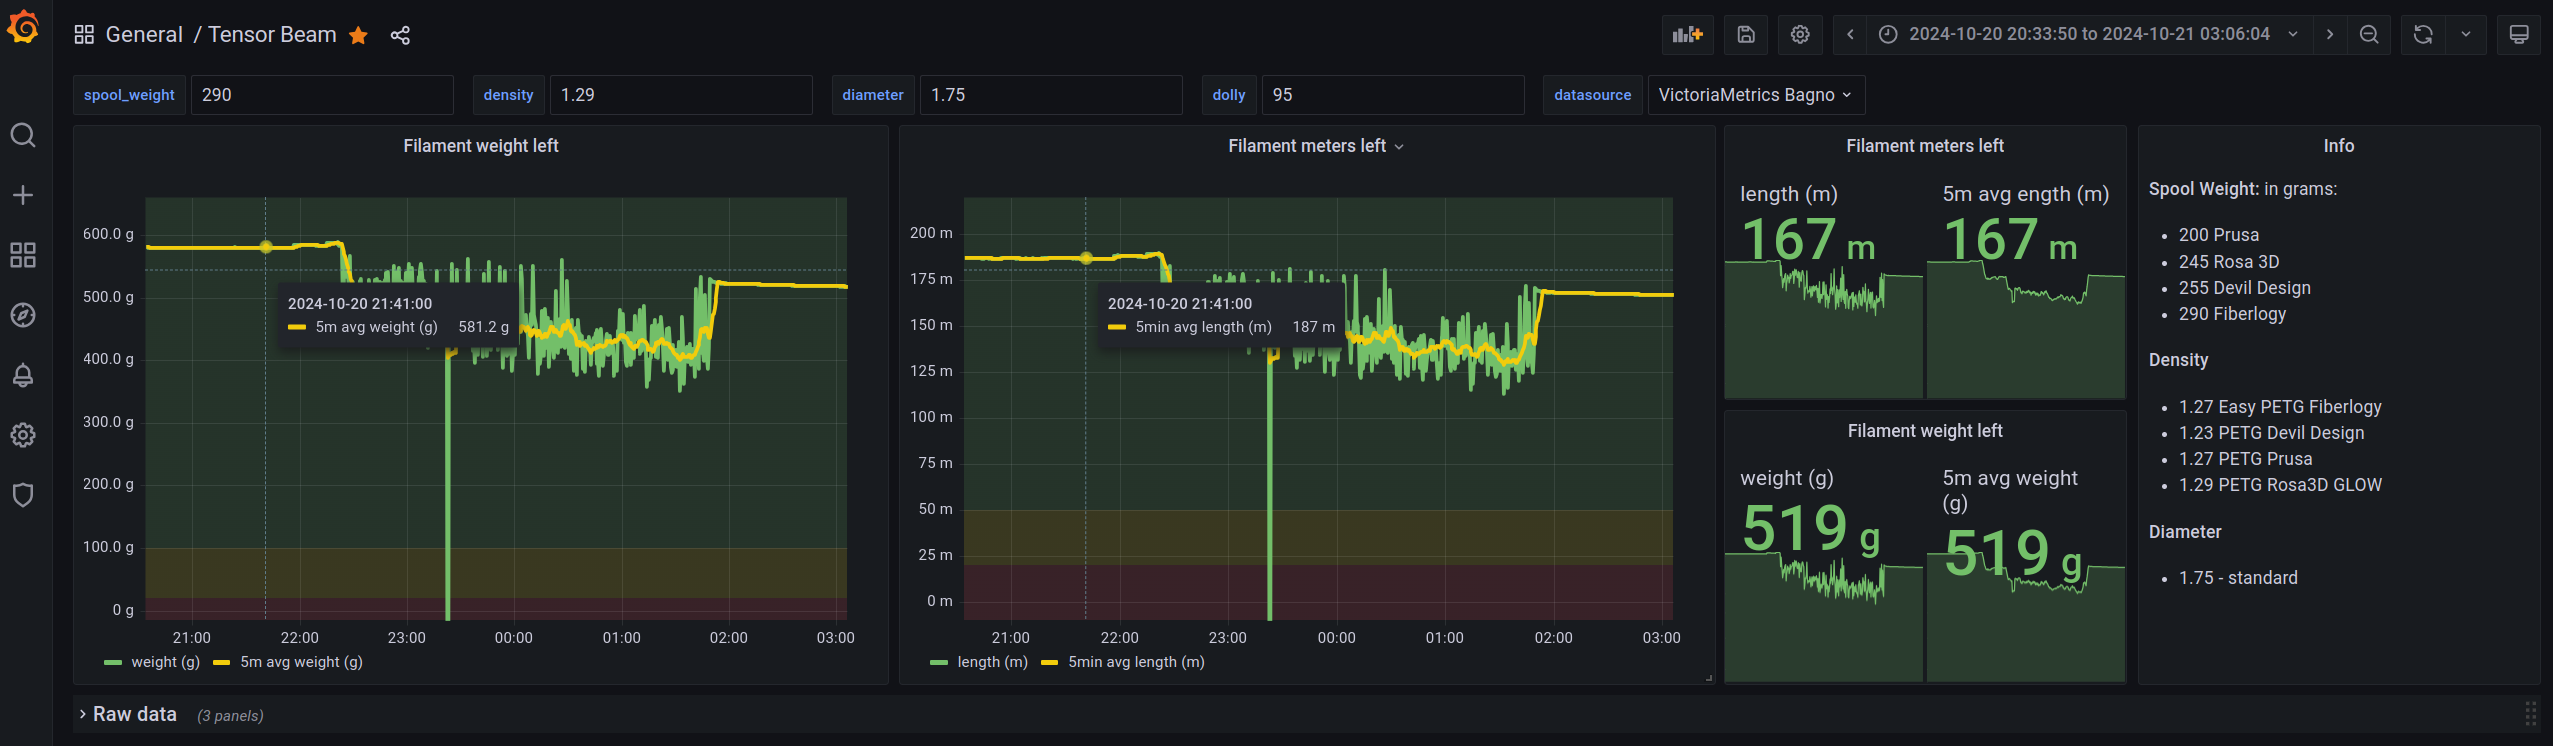 General / Tensor Beam
2024-10-20 20:33:50 to 2024-10-21 03:06:04
spool_weight 290 density 1.29 diameter 1.75 dolly 95 datasource VictoriaMetrics Bagno
Filament weight left
600.0 g
500.0 g
400.0 g
300.0 g
200.0 g
100.0 g
0 g
2024-10-20 21:41:00
5m avg weight (g) 581.2 g
21:00 22:00 23:00 00:00 01:00 02:00 03:00
weight (g) 5m avg weight (g)
Filament meters left
200 m
175 m
150 m
125 m
100 m
75 m
50 m
25 m
0 m
2024-10-20 21:41:00
5min avg length (m) 187 m
21:00 22:00 23:00 00:00 01:00 02:00 03:00
length (m) 5min avg length (m)
Filament meters left
length (m)
167 m
5m avg ength (m)
167 m
Filament weight left
weight (g)
519 g
5m avg weight
(g)
519 g
Info
Spool Weight: in grams:
• 200 Prusa
• 245 Rosa 3D
• 255 Devil Design
• 290 Fiberlogy
Density
• 1.27 Easy PETG Fiberlogy
• 1.23 PETG Devil Design
• 1.27 PETG Prusa
• 1.29 PETG Rosa3D GLOW
Diameter
• 1.75 - standard
Raw data (3 panels)